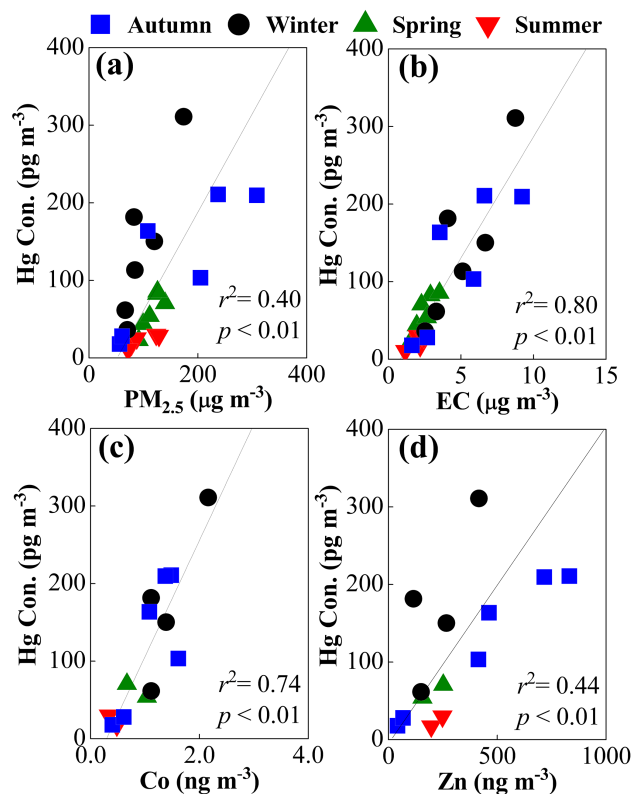 Autumn Winter Spring Summer
(a)
400
300
200
100
0
Hg Con. (pg m⁻³)
r²= 0.40
p < 0.01
0 200 400
PM₂.₅ (μg m⁻³)
(b)
400
300
200
100
0
Hg Con. (pg m⁻³)
r²= 0.80
p < 0.01
0 5 10 15
EC (μg m⁻³)
(c)
400
300
200
100
0
Hg Con. (pg m⁻³)
r²= 0.74
p < 0.01
0.0 2.0 4.0
Co (ng m⁻³)
(d)
400
300
200
100
0
Hg Con. (pg m⁻³)
r²= 0.44
p < 0.01
0 500 1000
Zn (ng m⁻³)